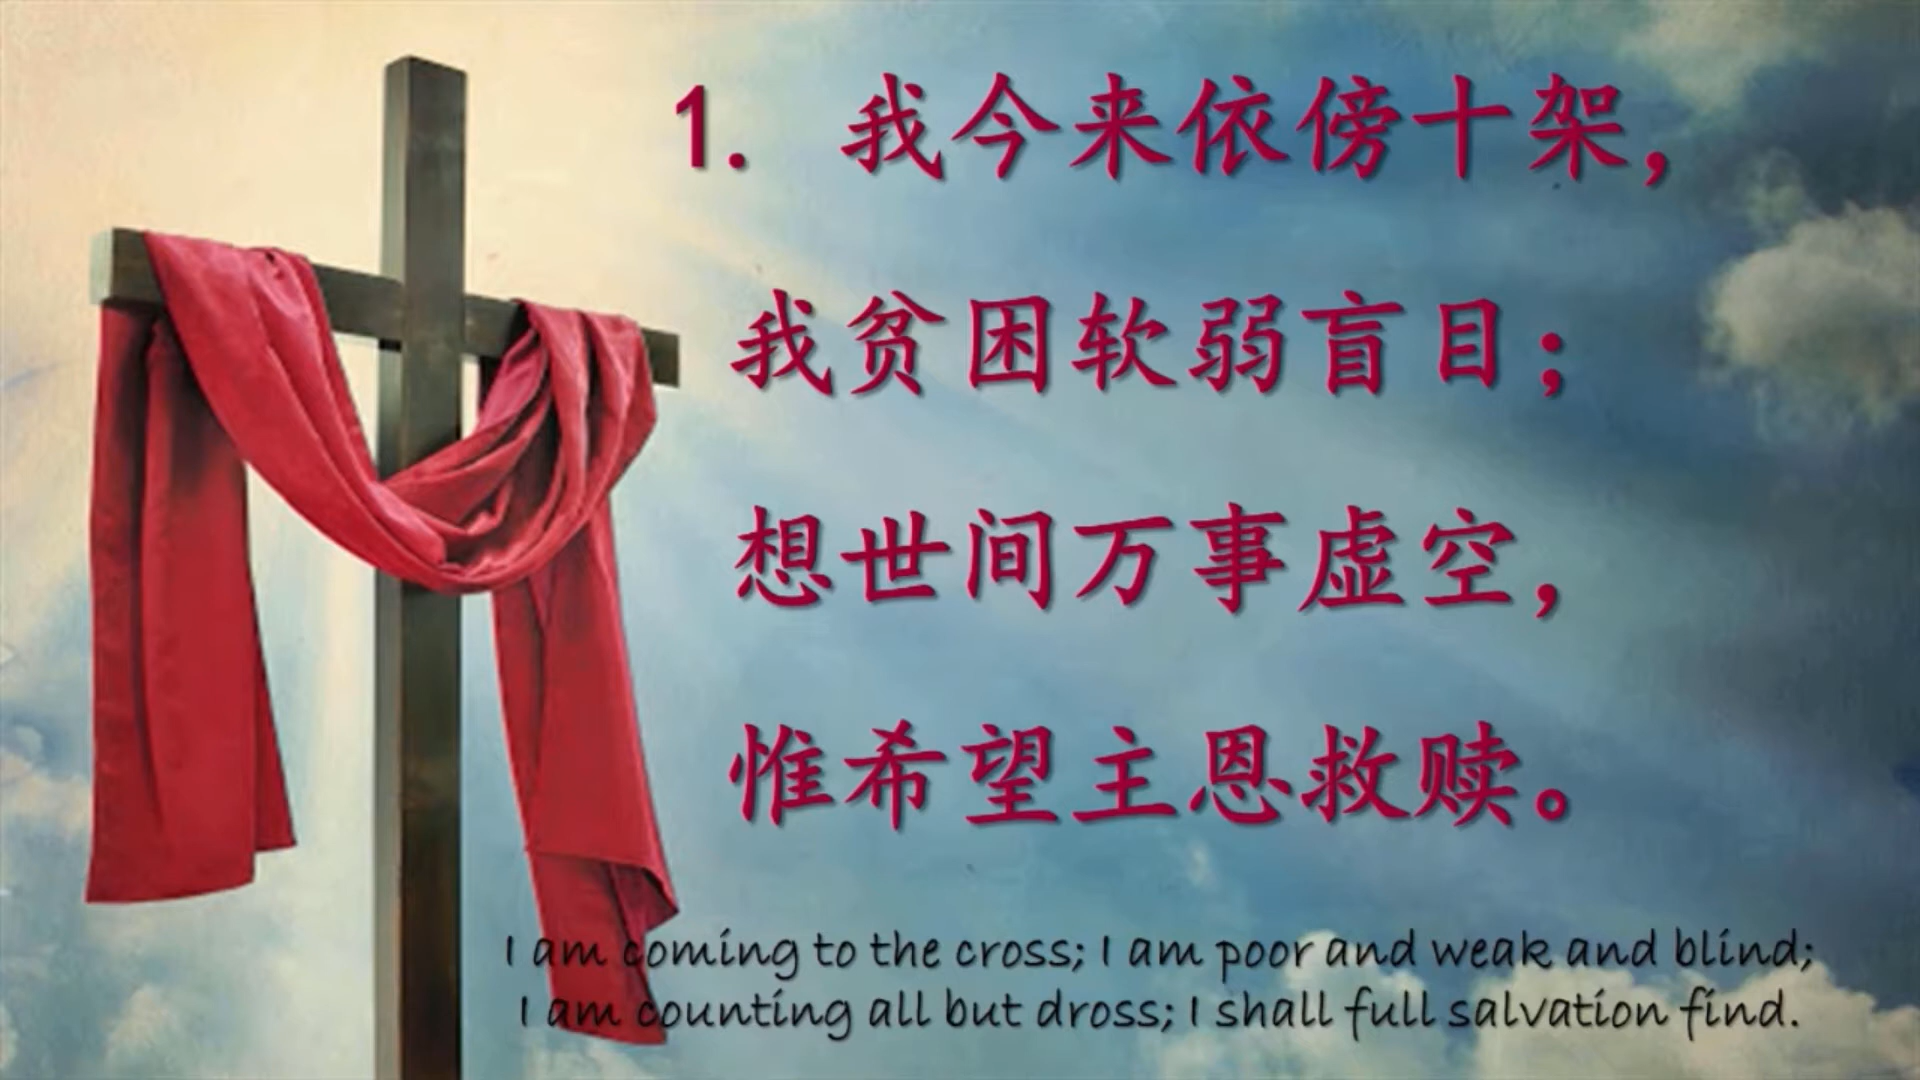 1. 我今来依傍十架，
我贫困软弱盲目；
想世间万事虚空，
惟希望主恩救赎。
I am coming to the cross; I am poor and weak and blind;
I am counting all but dross; I shall full salvation find.